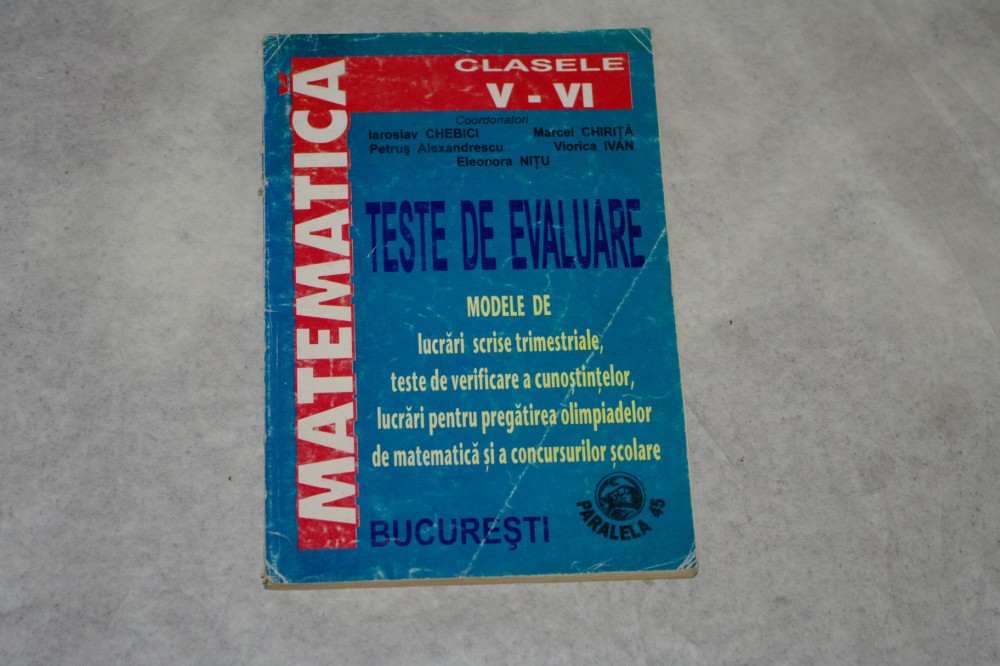 MATEMATICĂ
CLASELE
V - VI
Coordonatori
Iaroslav CHEBICI Marcel CHIRIȚĂ
Petruș Alexandrescu Viorica IVAN
Eleonora NIȚU
TESTE DE EVALUARE
MODELE DE
lucrări scrise trimestriale,
teste de verificare a cunoștințelor,
lucrări pentru pregătirea olimpiadelor
de matematică și a concursurilor școlare
BUCUREȘTI
PARALELA 45